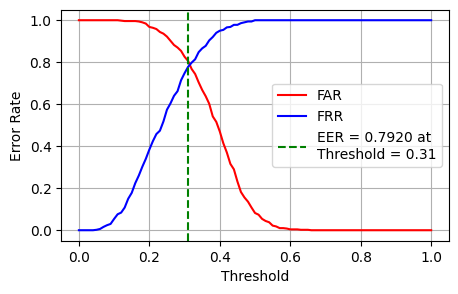 1.0
0.8
0.6
0.4
0.2
0.0
Error Rate
FAR
FRR
EER = 0.7920 at
Threshold = 0.31
0.0 0.2 0.4 0.6 0.8 1.0
Threshold